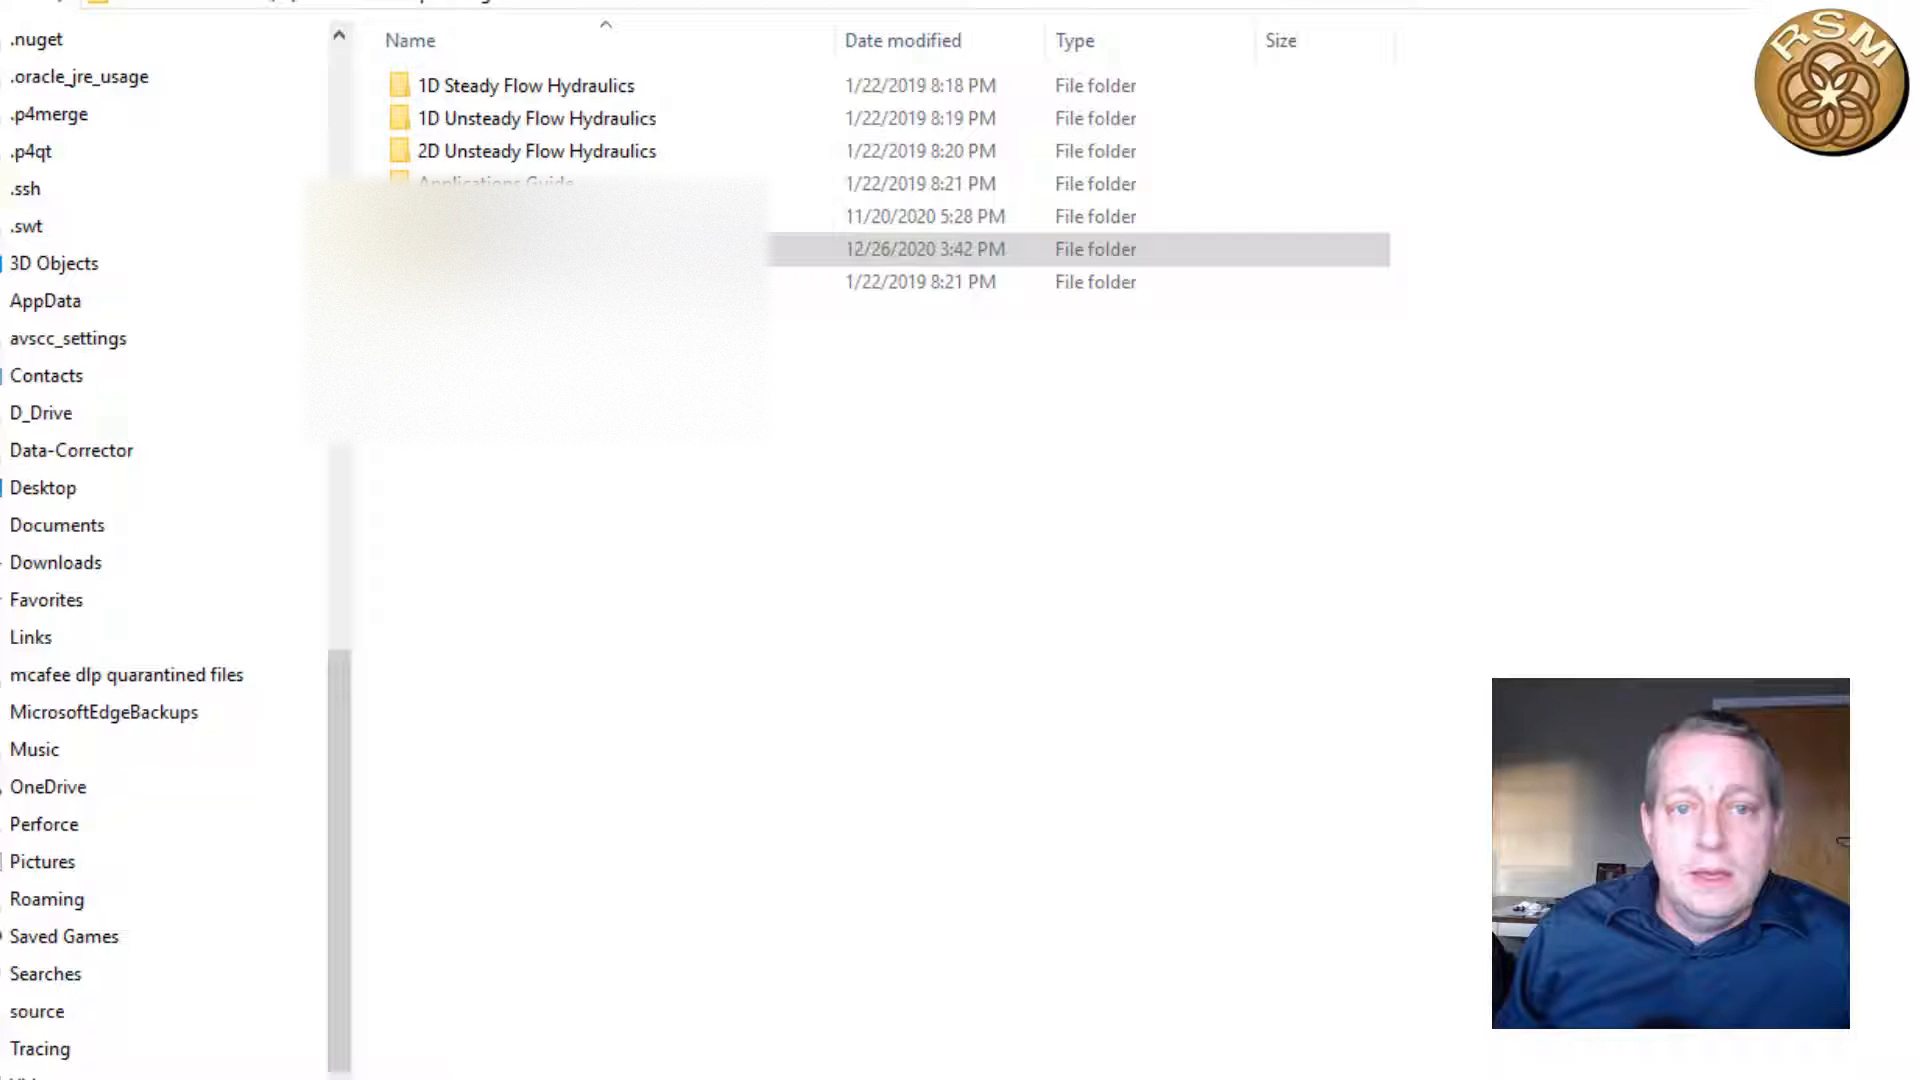 .nuget
.oracle_jre_usage
.p4merge
.p4qt
.ssh
.swt
3D Objects
AppData
avscc_settings
Contacts
D_Drive
Data-Corrector
Desktop
Documents
Downloads
Favorites
Links
mcafee dlp quarantined files
MicrosoftEdgeBackups
Music
OneDrive
Perforce
Pictures
Roaming
Saved Games
Searches
source
Tracing
Name Date modified Type Size
1D Steady Flow Hydraulics 1/22/2019 8:18 PM File folder
1D Unsteady Flow Hydraulics 1/22/2019 8:19 PM File folder
2D Unsteady Flow Hydraulics 1/22/2019 8:20 PM File folder
Applications Guide 1/22/2019 8:21 PM File folder
11/20/2020 5:28 PM File folder
12/26/2020 3:42 PM File folder
1/22/2019 8:21 PM File folder
RSM